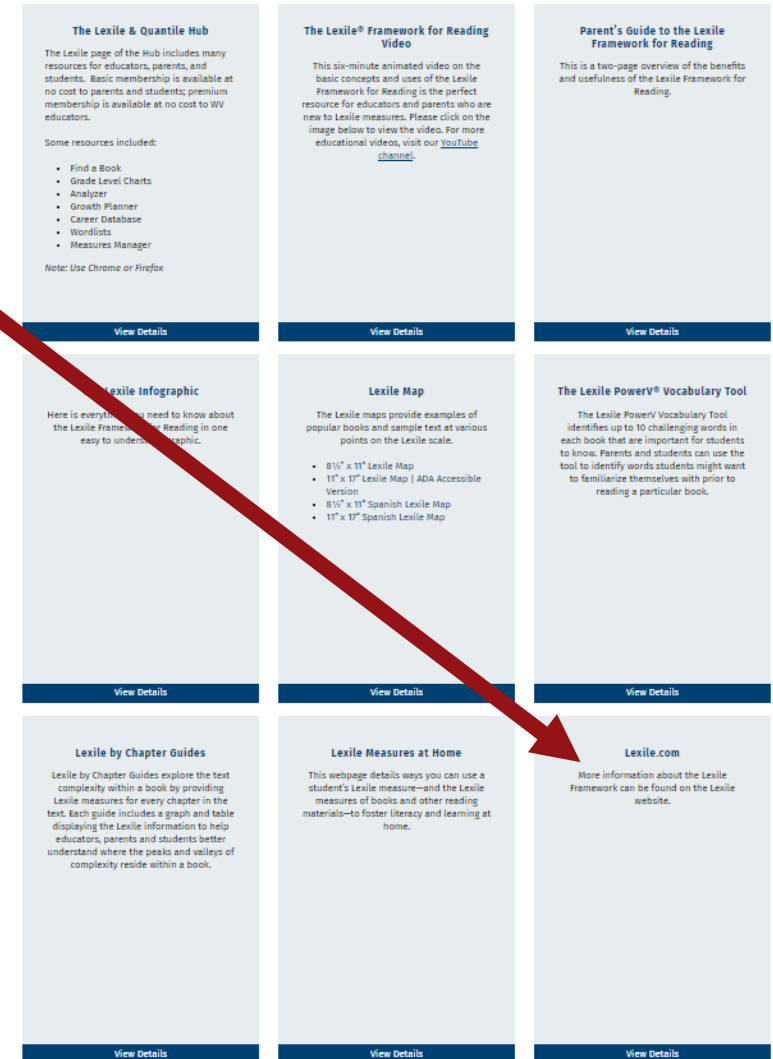 The Lexile & Quantile Hub
The Lexile page of the Hub includes many
resources for educators, parents, and
students. Basic membership is available at
no cost to parents and students; premium
membership is available at no cost to WV
educators.
Some resources included:
• Find a Book
• Grade Level Charts
• Analyzer
• Growth Planner
• Career Database
• Wordlists
• Measures Manager
Note: Use Chrome or Firefox
View Details
The Lexile® Framework for Reading
Video
This six-minute animated video on the
basic concepts and uses of the Lexile
Framework for Reading is the perfect
resource for educators and parents who are
new to Lexile measures. Please click on the
image below to view the video. For more
educational videos, visit our YouTube
channel.
View Details
Parent's Guide to the Lexile
Framework for Reading
This is a two-page overview of the benefits
and usefulness of the Lexile Framework for
Reading.
View Details
Lexile Infographic
Here is everything you need to know about
the Lexile Framework for Reading in one
easy to understand
View Details
Lexile Map
The Lexile maps provide examples of
popular books and sample text at various
points on the Lexile scale.
• 8½" x 11" Lexile Map
• 11" x 17" Lexile Map | ADA Accessible
Version
• 8½" x 11" Spanish Lexile Map
• 11" x 17" Spanish Lexile Map
View Details
The Lexile PowerV® Vocabulary Tool
The Lexile PowerV Vocabulary Tool
identifies up to 10 challenging words in
each book that are important for students
to know. Parents and students can use the
tool to identify words students might want
to familiarize themselves with prior to
reading a particular book.
View Details
Lexile by Chapter Guides
Lexile by Chapter Guides explore the text
complexity within a book by providing
Lexile measures for every chapter in the
text. Each guide includes a graph and table
displaying the Lexile information to help
educators, parents and students better
understand where the peaks and valleys of
complexity reside within a book.
View Details
Lexile Measures at Home
This webpage details ways you can use a
student's Lexile measure—and the Lexile
measures of books and other reading
materials—to foster literacy and learning at
home.
View Details
Lexile.com
More information about the Lexile
Framework can be found on the Lexile
website.
View Details